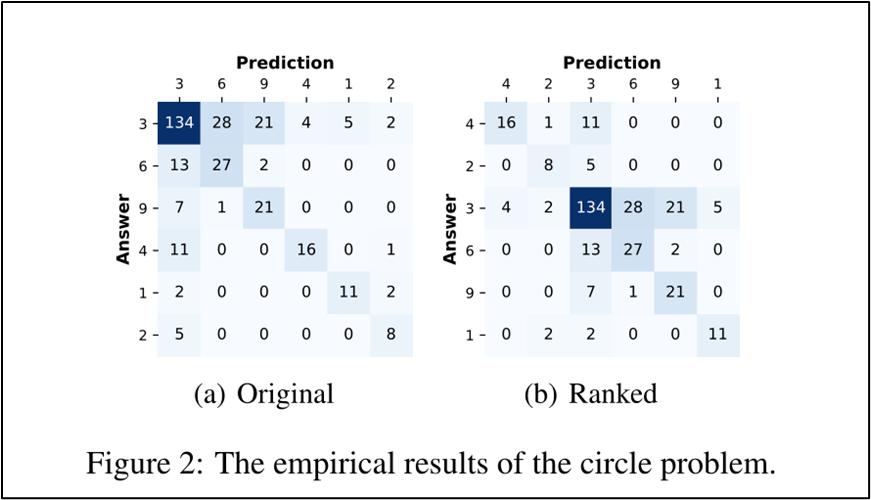 Prediction
3 6 9 4 1 2
Answer
3 134 28 21 4 5 2
6 13 27 2 0 0 0
9 7 1 21 0 0 0
4 11 0 0 16 0 1
1 2 0 0 0 11 2
2 5 0 0 0 0 8
(a) Original
Prediction
4 2 3 6 9 1
Answer
4 16 1 11 0 0 0
2 0 8 5 0 0 0
3 4 2 134 28 21 5
6 0 0 13 27 2 0
9 0 0 7 1 21 0
1 0 2 2 0 0 11
(b) Ranked
Figure 2: The empirical results of the circle problem.